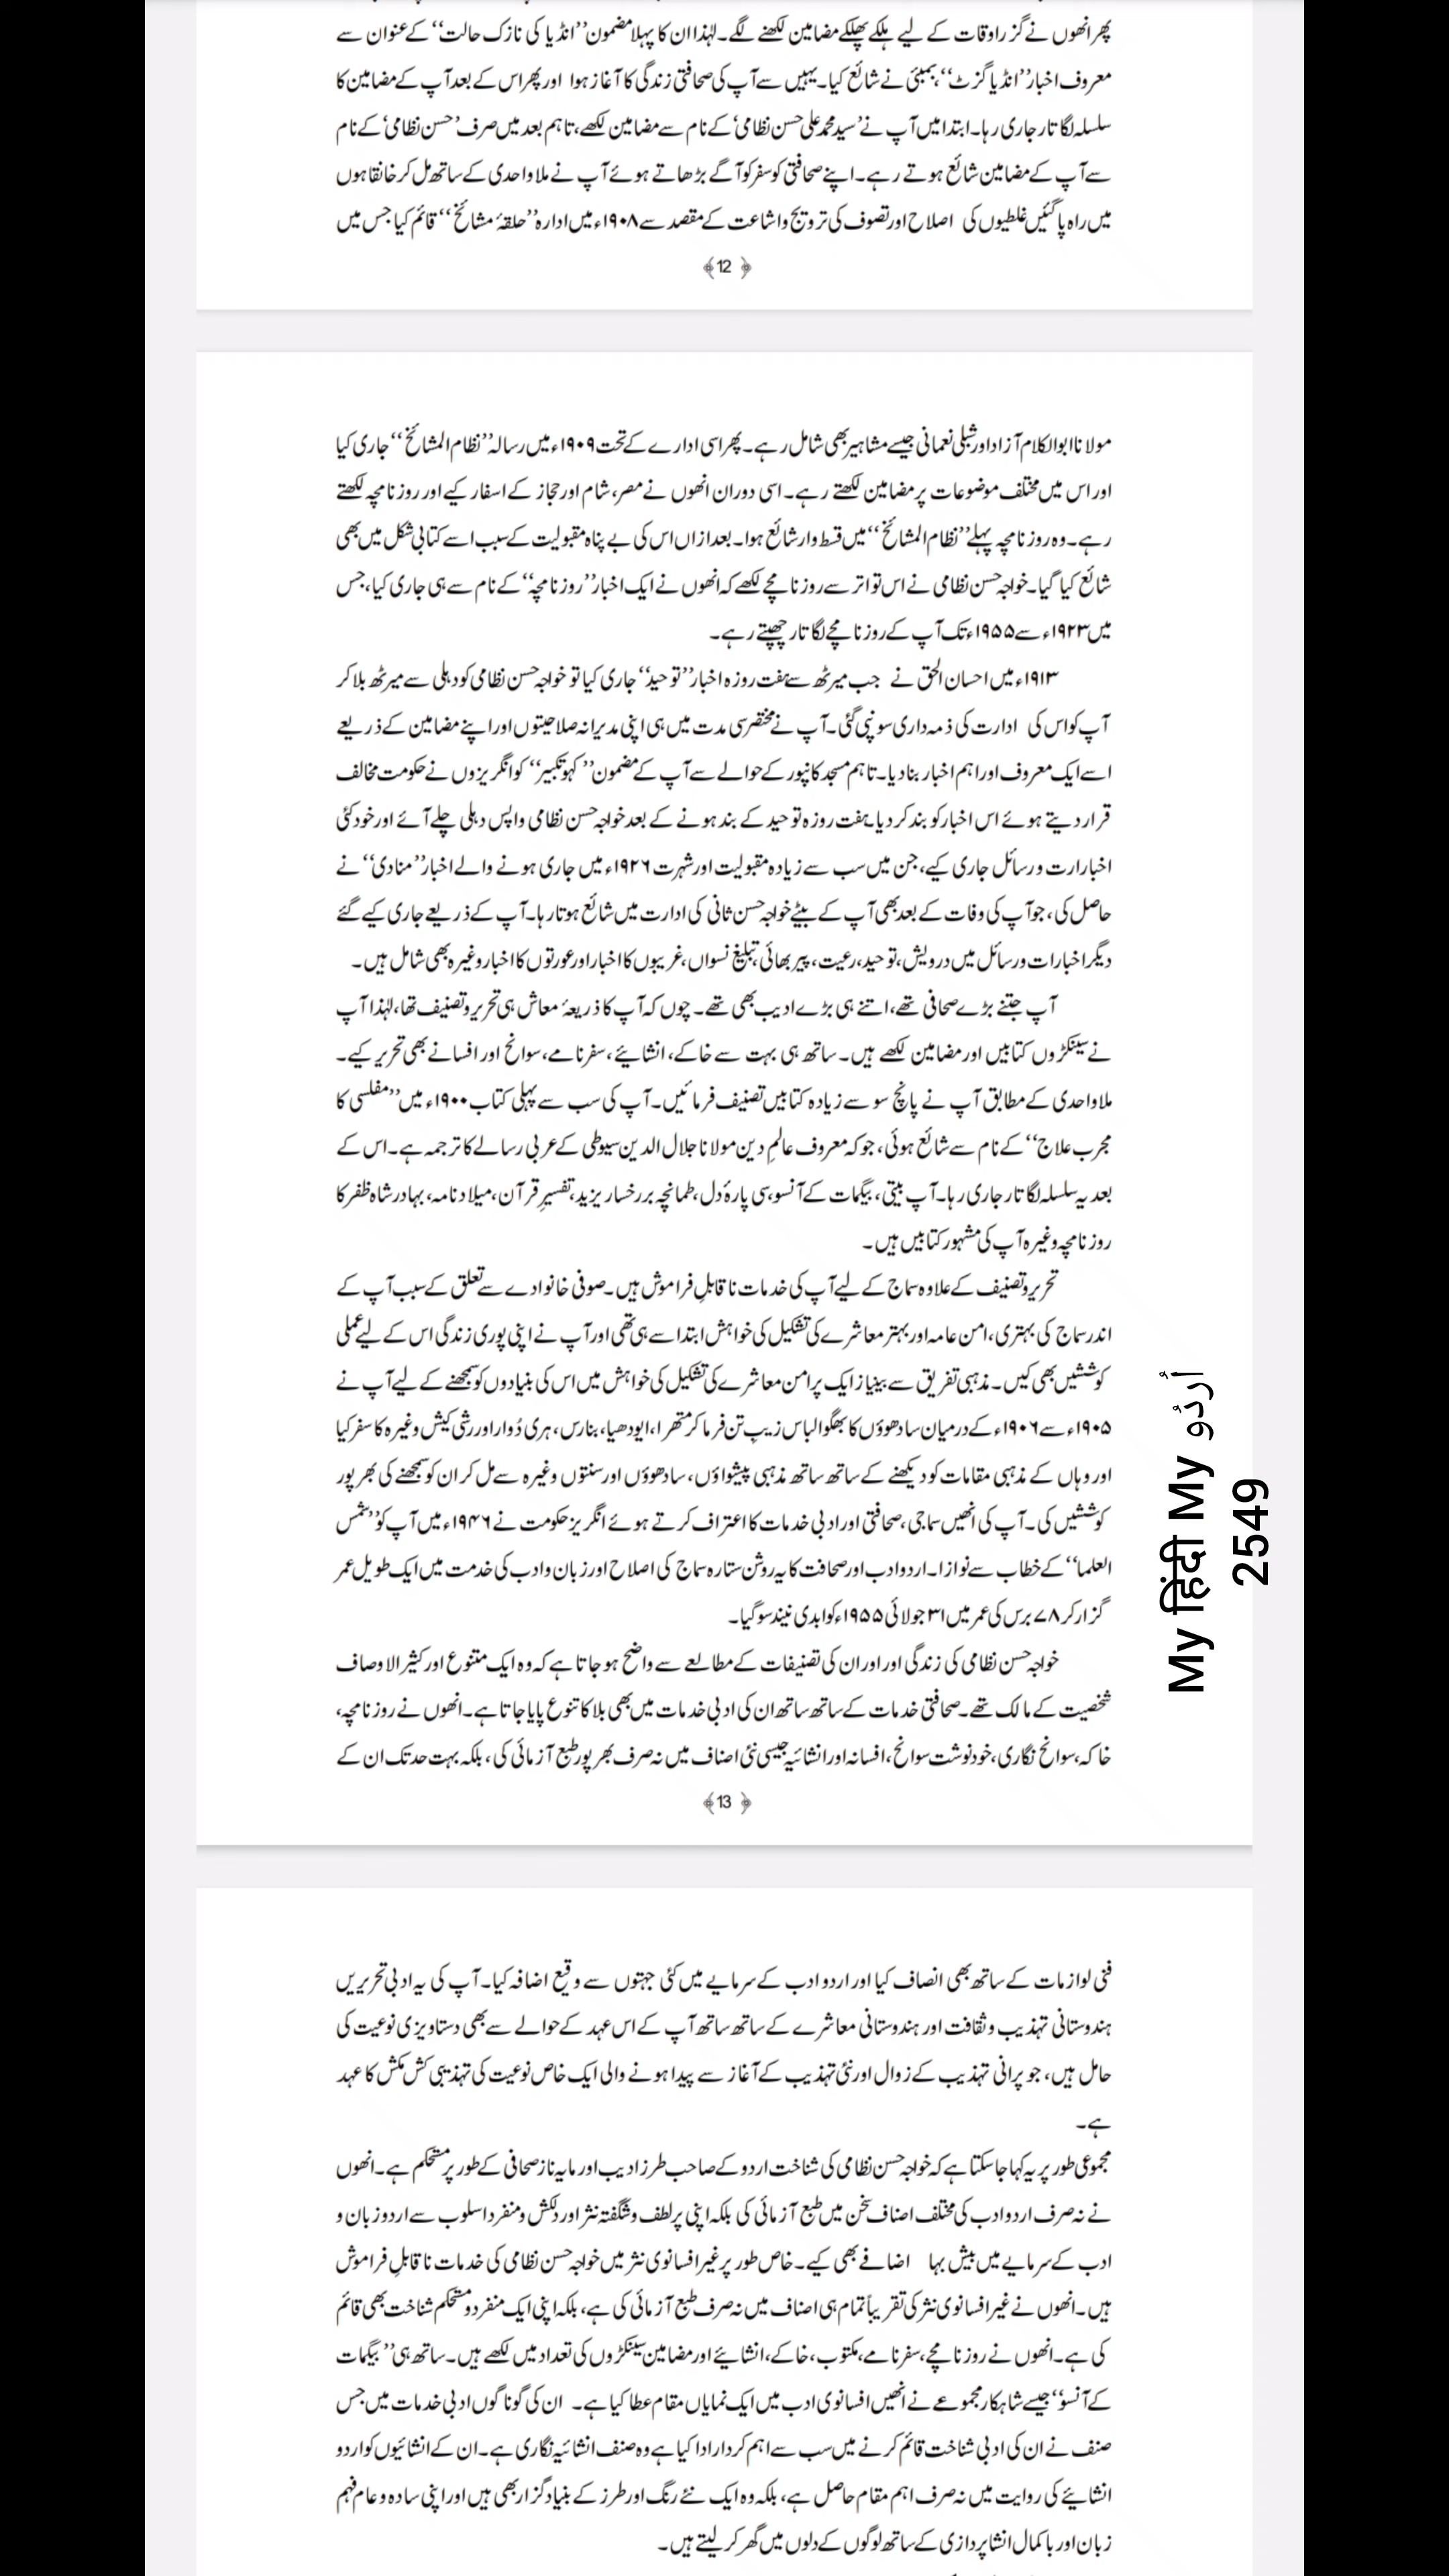 پھر انھوں نے گزر اوقات کے لیے ہلکے پھلکے مضامین لکھنے لگے۔ لہٰذا ان کا پہلا مضمون ’’انڈیا کی نازک حالت‘‘ کے عنوان سے
معروف اخبار ’’انڈیا گزٹ‘‘، بمبئی نے شائع کیا۔ یہیں سے آپ کی صحافتی زندگی کا آغاز ہوا اور پھر اس کے بعد آپ کے مضامین کا
سلسلہ لگاتار جاری رہا۔ ابتدا میں آپ نے ’سید محمد علی حسن نظامی‘ کے نام سے مضامین لکھے، تاہم بعد میں صرف ’حسن نظامی‘ کے نام
سے آپ کے مضامین شائع ہوتے رہے۔ اپنے صحافتی کو سفر کو آگے بڑھاتے ہوئے آپ نے ملا واحدی کے ساتھ مل کر خانقاہوں
میں راہ پا گئیں غلطیوں کی اصلاح اور تصوف کی ترویج و اشاعت کے مقصد سے ۱۹۰۸ء میں ادارہ ’’حلقۂ مشائخ‘‘ قائم کیا جس میں
﴿12﴾
مولانا ابوالکلام آزاد اور شبلی نعمانی جیسے مشاہیر بھی شامل رہے۔ پھر اسی ادارے کے تحت ۱۹۰۹ء میں رسالہ ’’نظام المشائخ‘‘ جاری کیا
اور اس میں مختلف موضوعات پر مضامین لکھتے رہے۔ اسی دوران انھوں نے مصر، شام اور حجاز کے اسفار کیے اور روزنامچہ لکھتے
رہے۔ وہ روزنامچہ پہلے ’’نظام المشائخ‘‘ میں قسط وار شائع ہوا۔ بعد ازاں اس کی بے پناہ مقبولیت کے سبب اسے کتابی شکل میں بھی
شائع کیا گیا۔ خواجہ حسن نظامی نے اس تواتر سے روزنامچے لکھے کہ انھوں نے ایک اخبار ’’روزنامچہ‘‘ کے نام سے ہی جاری کیا، جس
میں ۱۹۲۳ء سے ۱۹۵۵ء تک آپ کے روزنامچے لگاتار چھپتے رہے۔
۱۹۱۳ء میں احسان الحق نے جب میرٹھ سے ہفت روزہ اخبار ’’توحید‘‘ جاری کیا تو خواجہ حسن نظامی کو دہلی سے میرٹھ بلا کر
آپ کو اس کی ادارت کی ذمہ داری سونپی گئی۔ آپ نے مختصر سی مدت میں ہی اپنی مدیرانہ صلاحیتوں اور اپنے مضامین کے ذریعے
اسے ایک معروف اور اہم اخبار بنا دیا۔ تاہم مسجد کانپور کے حوالے سے آپ کے مضمون ’’کہو تکبیر‘‘ کو انگریزوں نے حکومت مخالف
قرار دیتے ہوئے اس اخبار کو بند کر دیا۔ ہفت روزہ توحید کے بند ہونے کے بعد خواجہ حسن نظامی واپس دہلی چلے آئے اور خود کئی
اخبارارت و رسائل جاری کیے، جن میں سب سے زیادہ مقبولیت اور شہرت ۱۹۲۶ء میں جاری ہونے والے اخبار ’’منادی‘‘ نے
حاصل کی، جو آپ کی وفات کے بعد بھی آپ کے بیٹے خواجہ حسن ثانی کی ادارت میں شائع ہوتا رہا۔ آپ کے ذریعے جاری کیے گئے
دیگر اخبارات و رسائل میں درویش، توحید، رعیت، پیر بھائی، تبلیغ نسواں، غریبوں کا اخبار اور عورتوں کا اخبار وغیرہ بھی شامل ہیں۔
آپ جتنے بڑے صحافی تھے، اتنے ہی بڑے ادیب بھی تھے۔ چوں کہ آپ کا ذریعۂ معاش ہی تحریر و تصنیف تھا، لہٰذا آپ
نے سینکڑوں کتابیں اور مضامین لکھے ہیں۔ ساتھ ہی بہت سے خاکے، انشائیے، سفرنامے، سوانح اور افسانے بھی تحریر کیے۔
ملا واحدی کے مطابق آپ نے پانچ سو سے زیادہ کتابیں تصنیف فرمائیں۔ آپ کی سب سے پہلی کتاب ۱۹۰۰ء میں ’’مفلسی کا
مجرب علاج‘‘ کے نام سے شائع ہوئی، جو کہ معروف عالمِ دین مولانا جلال الدین سیوطی کے عربی رسالے کا ترجمہ ہے۔ اس کے
بعد یہ سلسلہ لگاتار جاری رہا۔ آپ بیتی، بیگمات کے آنسو، سی پارۂ دل، طمانچہ بر رخسار یزید، تفسیرِ قرآن، میلاد نامہ، بہادر شاہ ظفر کا
روزنامچہ وغیرہ آپ کی مشہور کتابیں ہیں۔
تحریر و تصنیف کے علاوہ سماج کے لیے آپ کی خدمات ناقابلِ فراموش ہیں۔ صوفی خانوادے سے تعلق کے سبب آپ کے
اندر سماج کی بہتری، امن عامہ اور بہتر معاشرے کی تشکیل کی خواہش ابتدا سے ہی تھی اور آپ نے اپنی پوری زندگی اس کے لیے عملی
کوششیں بھی کیں۔ مذہبی تفریق سے بینیاز ایک پرامن معاشرے کی تشکیل کی خواہش میں اس کی بنیادوں کو سمجھنے کے لیے آپ نے
۱۹۰۵ء سے ۱۹۰۶ء کے درمیان سادھوؤں کا بھگوا لباس زیبِ تن فرما کر متھرا، ایودھیا، بنارس، ہری دُوار اور رشی کیش وغیرہ کا سفر کیا
اور وہاں کے مذہبی مقامات کو دیکھنے کے ساتھ ساتھ مذہبی پیشواؤں، سادھوؤں اور سنتوں وغیرہ سے مل کر ان کو سمجھنے کی بھرپور
کوششیں کی۔ آپ کی انھیں سماجی، صحافتی اور ادبی خدمات کا اعتراف کرتے ہوئے انگریز حکومت نے ۱۹۴۶ء میں آپ کو ’’شمس
العلما‘‘ کے خطاب سے نوازا۔ اردو ادب اور صحافت کا یہ روشن ستارہ سماج کی اصلاح اور زبان و ادب کی خدمت میں ایک طویل عمر
گزار کر ۷۸ برس کی عمر میں ۳۱ جولائی ۱۹۵۵ء کو ابدی نیند سو گیا۔
خواجہ حسن نظامی کی زندگی اور اور ان کی تصنیفات کے مطالعے سے واضح ہو جاتا ہے کہ وہ ایک متنوع اور کثیر الاوصاف
شخصیت کے مالک تھے۔ صحافتی خدمات کے ساتھ ساتھ ان کی ادبی خدمات میں بھی بلا کا تنوع پایا جاتا ہے۔ انھوں نے روزنامچہ،
خاکہ، سوانح نگاری، خودنوشت سوانح، افسانہ اور انشائیہ جیسی نئی اصناف میں نہ صرف بھرپور طبع آزمائی کی، بلکہ بہت حد تک ان کے
﴿13﴾
فنی لوازمات کے ساتھ بھی انصاف کیا اور اردو ادب کے سرمایے میں کئی جہتوں سے وقیع اضافہ کیا۔ آپ کی یہ ادبی تحریریں
ہندوستانی تہذیب و ثقافت اور ہندوستانی معاشرے کے ساتھ ساتھ آپ کے اس عہد کے حوالے سے بھی دستاویزی نوعیت کی
حامل ہیں، جو پرانی تہذیب کے زوال اور نئی تہذیب کے آغاز سے پیدا ہونے والی ایک خاص نوعیت کی تہذیبی کش مکش کا عہد
ہے۔
مجموعی طور پر یہ کہا جا سکتا ہے کہ خواجہ حسن نظامی کی شناخت اردو کے صاحب طرز ادیب اور مایہ ناز صحافی کے طور پر مستحکم ہے۔ انھوں
نے نہ صرف اردو ادب کی مختلف اصناف سخن میں طبع آزمائی کی بلکہ اپنی پرلطف و شگفتہ نثر اور دلکش و منفرد اسلوب سے اردو زبان و
ادب کے سرمایے میں بیش بہا اضافے بھی کیے۔ خاص طور پر غیر افسانوی نثر میں خواجہ حسن نظامی کی خدمات ناقابلِ فراموش
ہیں۔ انھوں نے غیر افسانوی نثر کی تقریباً تمام ہی اصناف میں نہ صرف طبع آزمائی کی ہے، بلکہ اپنی ایک منفرد و مستحکم شناخت بھی قائم
کی ہے۔ انھوں نے روزنامچے، سفرنامے، مکتوب، خاکے، انشائیے اور مضامین سینکڑوں کی تعداد میں لکھے ہیں۔ ساتھ ہی ’’بیگمات
کے آنسو‘‘ جیسے شاہکار مجموعے نے انھیں افسانوی ادب میں ایک نمایاں مقام عطا کیا ہے۔ ان کی گوناگوں ادبی خدمات میں جس
صنف نے ان کی ادبی شناخت قائم کرنے میں سب سے اہم کردار ادا کیا ہے وہ صنف انشائیہ نگاری ہے۔ ان کے انشائیوں کو اردو
انشائیے کی روایت میں نہ صرف اہم مقام حاصل ہے، بلکہ وہ ایک نئے رنگ اور طرز کے بنیاد گزار بھی ہیں اور اپنی سادہ و عام فہم
زبان اور باکمال انشا پردازی کے ساتھ لوگوں کے دلوں میں گھر کر لیتے ہیں۔
My हिंदी My اُردُو
2549